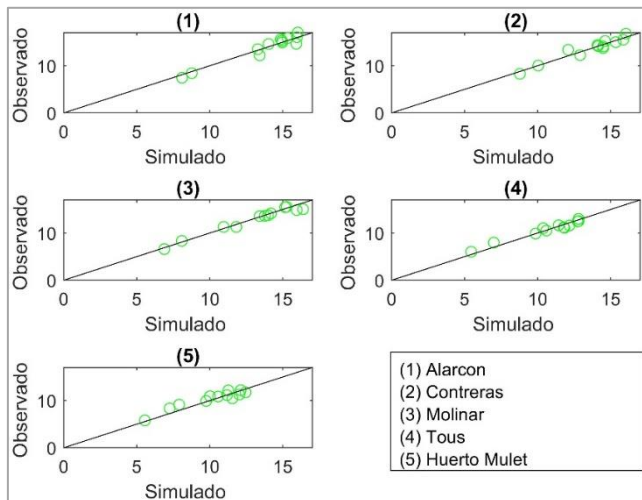 (1)
Observado
10
0
0 5 10 15
Simulado
(2)
Observado
10
0
0 5 10 15
Simulado
(3)
Observado
10
0
0 5 10 15
Simulado
(4)
Observado
10
0
0 5 10 15
Simulado
(5)
Observado
10
0
0 5 10 15
Simulado
(1) Alarcon
(2) Contreras
(3) Molinar
(4) Tous
(5) Huerto Mulet